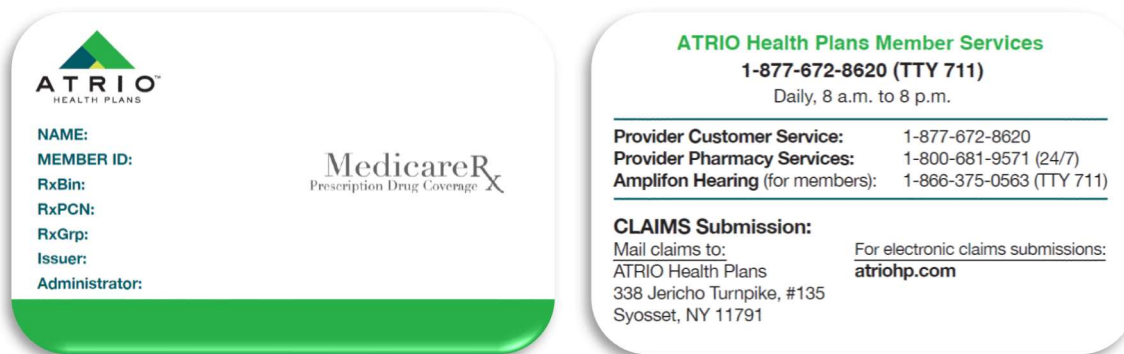 ATRIO™
HEALTH PLANS
NAME:
MEMBER ID:
RxBin:
RxPCN:
RxGrp:
Issuer:
Administrator:
MedicareRx
Prescription Drug Coverage
ATRIO Health Plans Member Services
1-877-672-8620 (TTY 711)
Daily, 8 a.m. to 8 p.m.
Provider Customer Service: 1-877-672-8620
Provider Pharmacy Services: 1-800-681-9571 (24/7)
Amplifon Hearing (for members): 1-866-375-0563 (TTY 711)
CLAIMS Submission:
Mail claims to:
ATRIO Health Plans
338 Jericho Turnpike, #135
Syosset, NY 11791
For electronic claims submissions:
atriohp.com